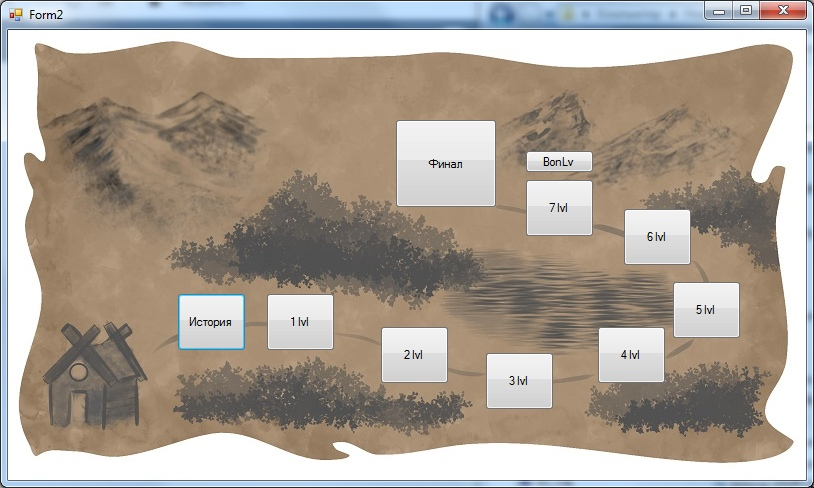 Form2
Финал
BonLv
7 lvl
6 lvl
История
1 lvl
5 lvl
2 lvl
4 lvl
3 lvl